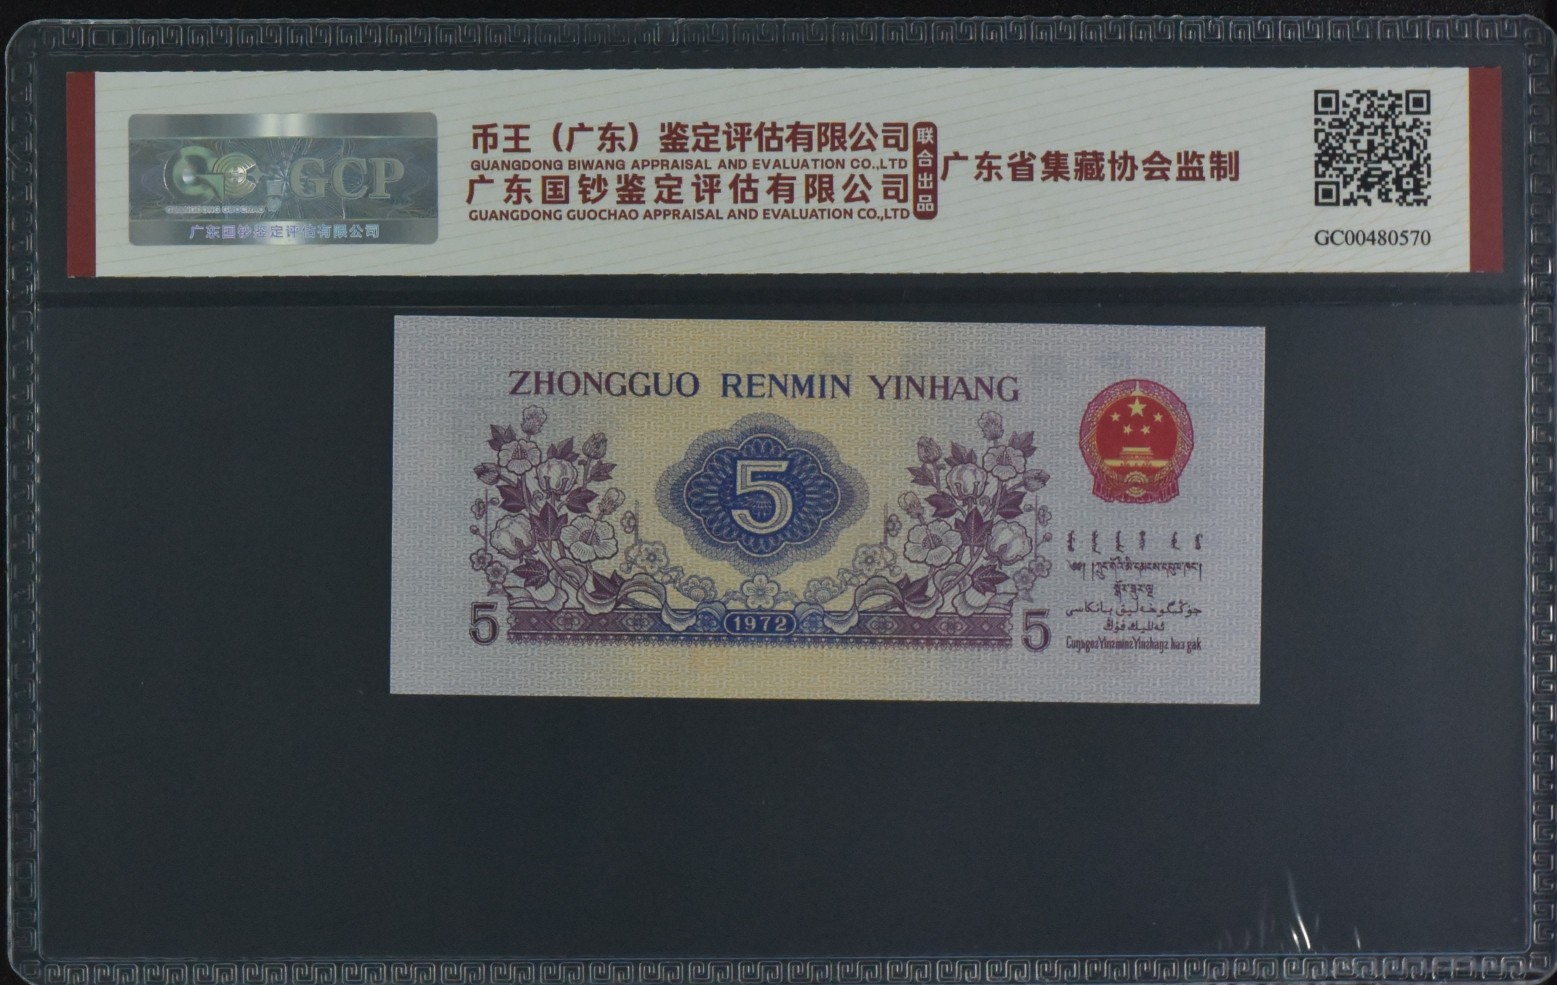 GCP
广东国钞鉴定评估有限公司
币王（广东）鉴定评估有限公司
GUANGDONG BIWANG APPRAISAL AND EVALUATION CO.,LTD
广东国钞鉴定评估有限公司
GUANGDONG GUOCHAO APPRAISAL AND EVALUATION CO.,LTD
联合出品
广东省集藏协会监制
GC00480570
ZHONGGUO RENMIN YINHANG
5
5
1972
5
جۇڭگوخەلىق بانكاسى